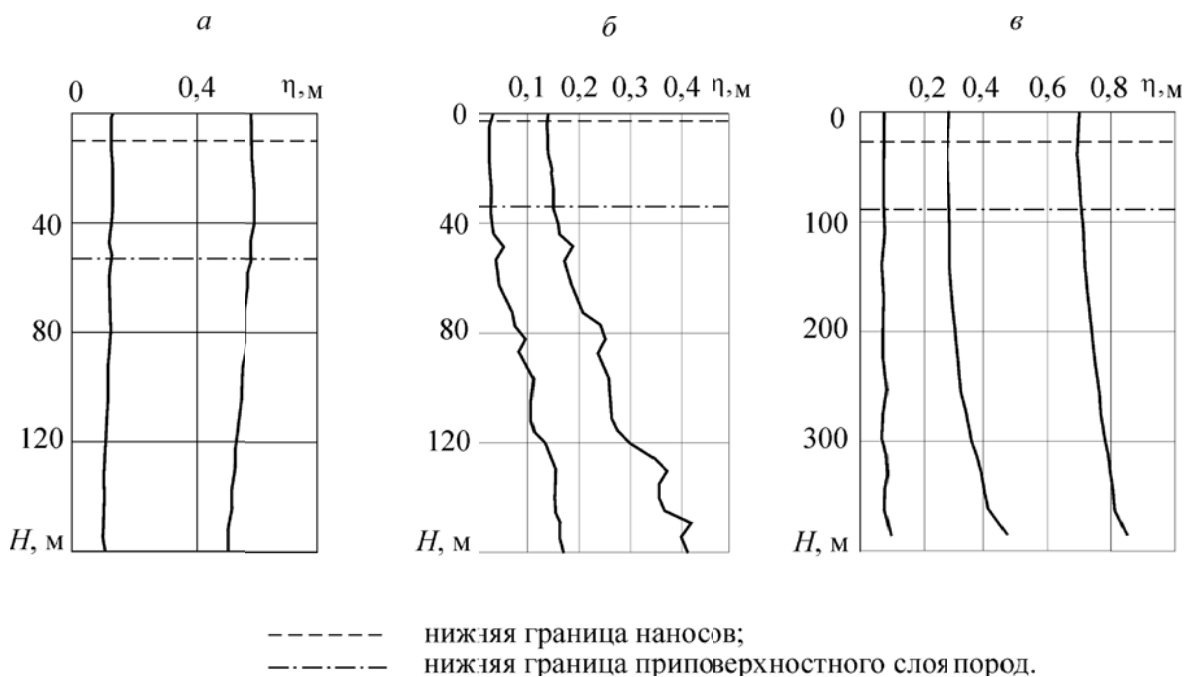 а
б
в
0 0,4 η,м
0,1 0,2 0,3 0,4 η,м
0,2 0,4 0,6 0,8 η,м
0
0
40
40
100
80
80
200
120
120
300
H, м
H, м
H, м
нижняя граница наносов;
нижняя граница приповерхностного слоя пород.